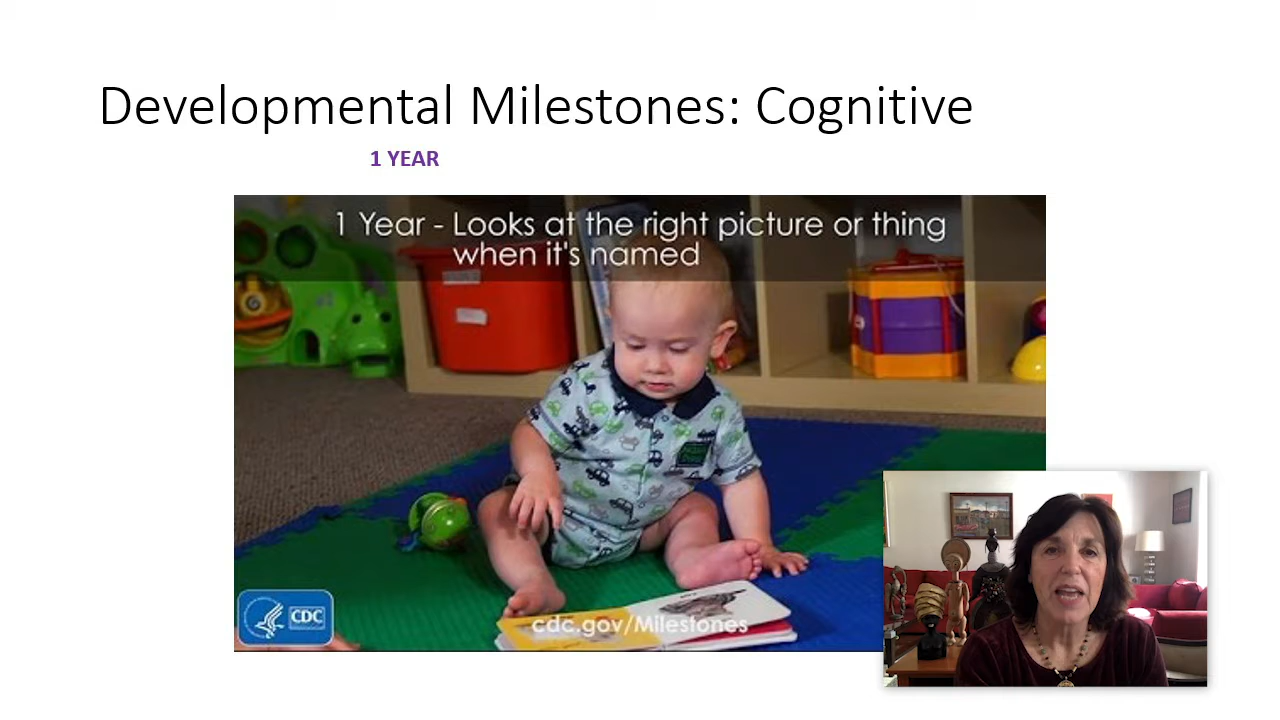 Developmental Milestones: Cognitive
1 YEAR
1 Year - Looks at the right picture or thing
when it's named
CDC
cdc.gov/Milestones